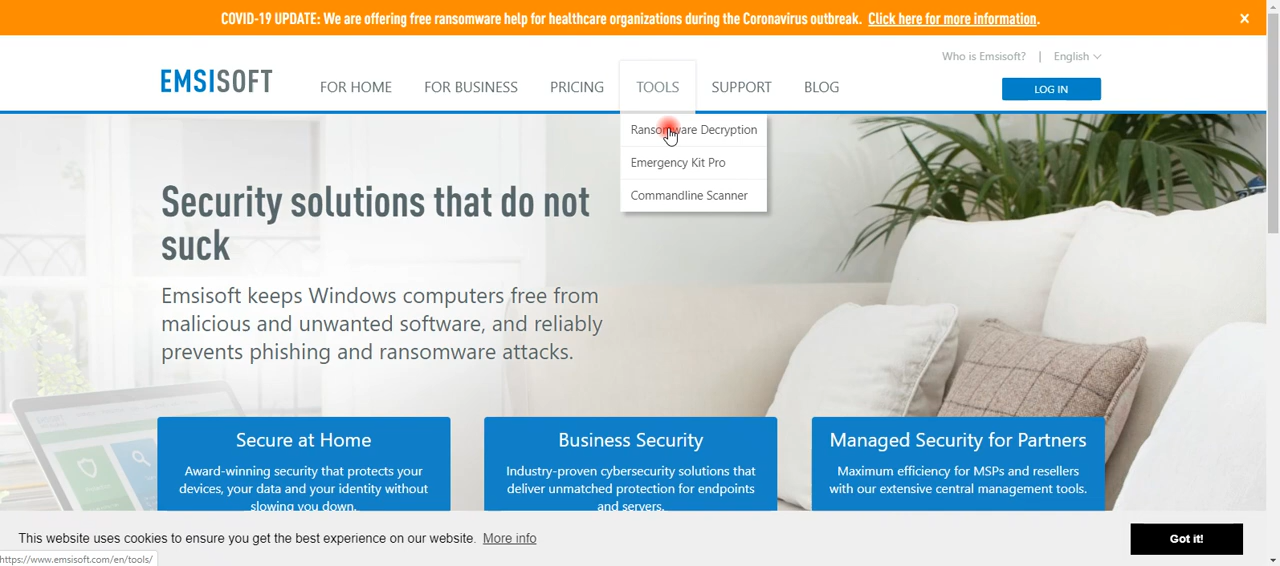 COVID-19 UPDATE: We are offering free ransomware help for healthcare organizations during the Coronavirus outbreak. Click here for more information.
Who is Emsisoft? | English
EMSISOFT FOR HOME FOR BUSINESS PRICING TOOLS SUPPORT BLOG LOG IN
Ransomware Decryption
Emergency Kit Pro
Commandline Scanner
Security solutions that do not
suck
Emsisoft keeps Windows computers free from
malicious and unwanted software, and reliably
prevents phishing and ransomware attacks.
Secure at Home
Award-winning security that protects your
devices, your data and your identity without
slowing you down.
Business Security
Industry-proven cybersecurity solutions that
deliver unmatched protection for endpoints
and servers.
Managed Security for Partners
Maximum efficiency for MSPs and resellers
with our extensive central management tools.
This website uses cookies to ensure you get the best experience on our website. More info
Got it!
https://www.emsisoft.com/en/tools/